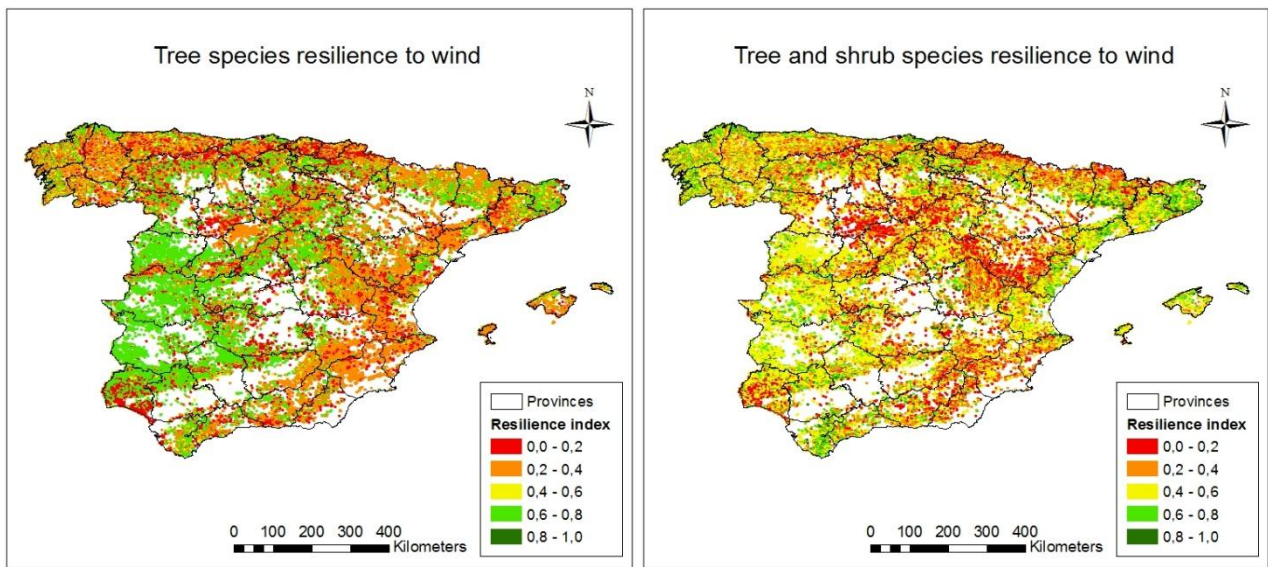 Tree species resilience to wind
N
Provinces
Resilience index
0,0 - 0,2
0,2 - 0,4
0,4 - 0,6
0,6 - 0,8
0,8 - 1,0
0 100 200 300 400
Kilometers
Tree and shrub species resilience to wind
N
Provinces
Resilience index
0,0 - 0,2
0,2 - 0,4
0,4 - 0,6
0,6 - 0,8
0,8 - 1,0
0 100 200 300 400
Kilometers